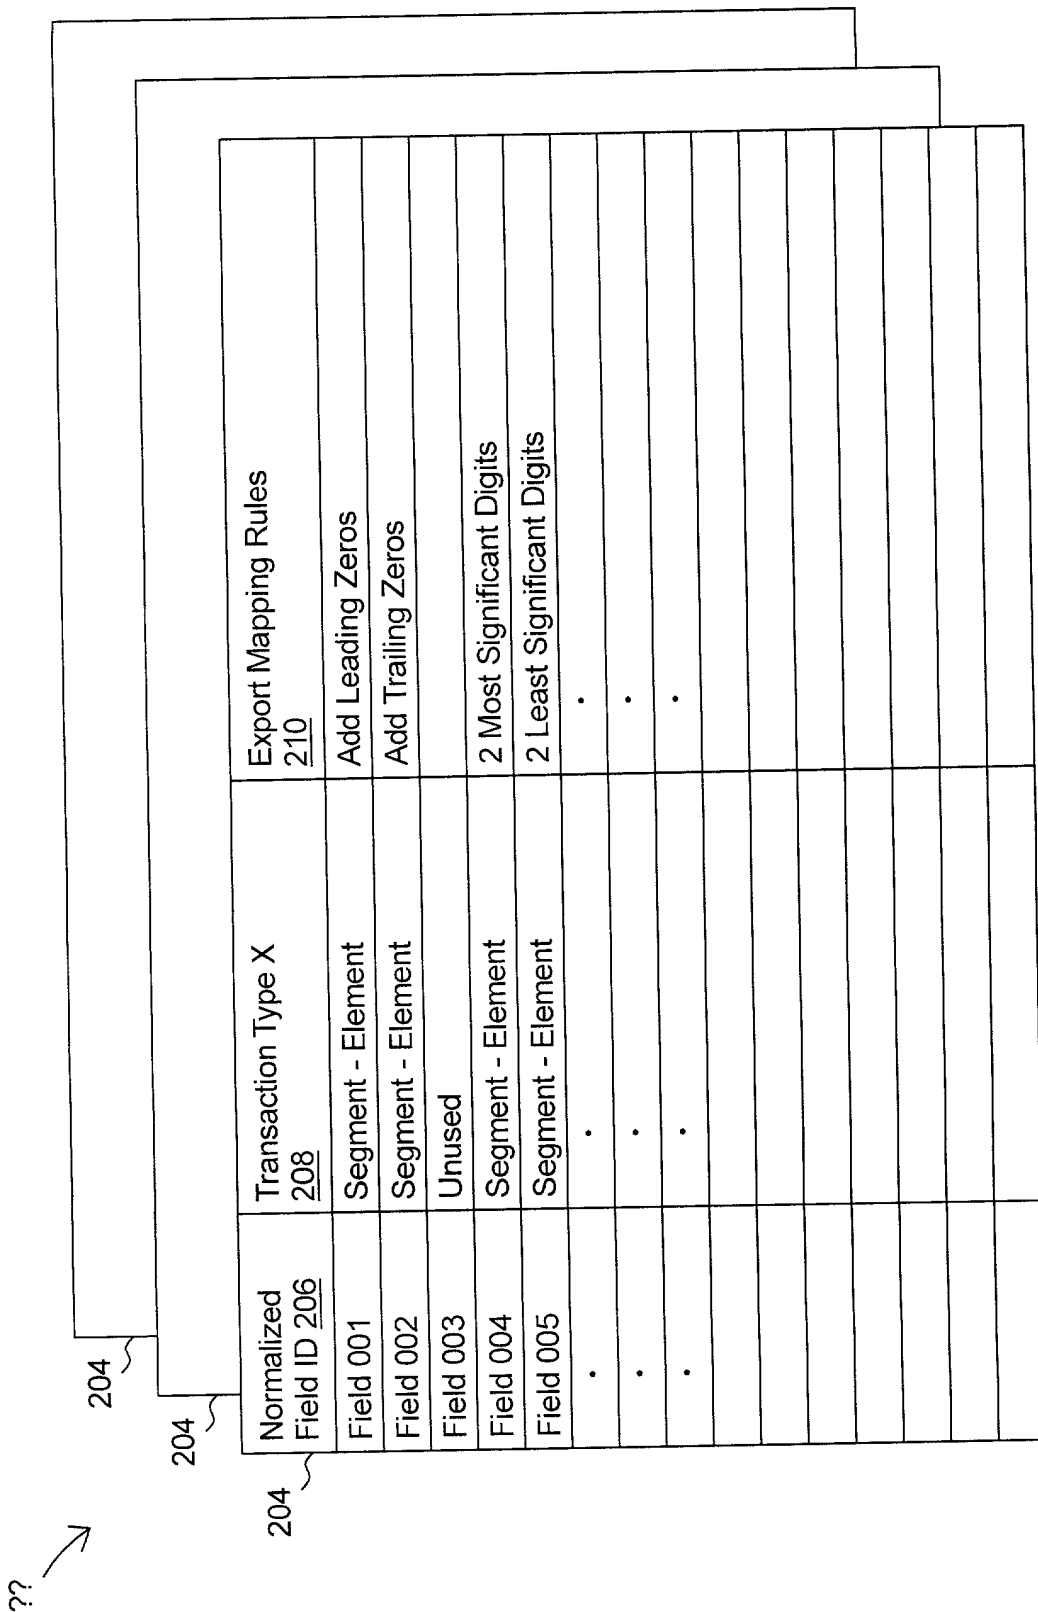 ??
204
204
204
Normalized
Field ID 206
Transaction Type X
208
Export Mapping Rules
210
Field 001
Segment - Element
Add Leading Zeros
Field 002
Segment - Element
Add Trailing Zeros
Field 003
Unused
Field 004
Segment - Element
2 Most Significant Digits
Field 005
Segment - Element
2 Least Significant Digits